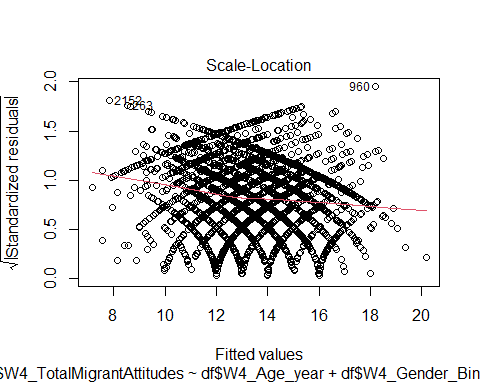 Scale-Location
√|Standardized residuals|
2.0
1.5
1.0
0.5
0.0
2152
263
960
8 10 12 14 16 18 20
Fitted values
$W4_TotalMigrantAttitudes ~ df$W4_Age_year + df$W4_Gender_Bin